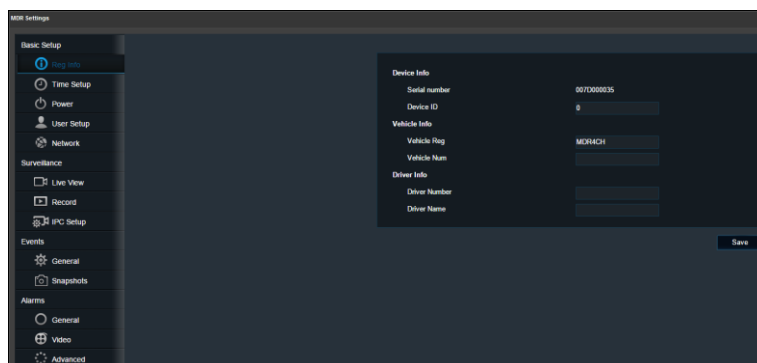 MDR Settings
Basic Setup
Reg Info
Time Setup
Power
User Setup
Network
Surveillance
Live View
Record
IPC Setup
Events
General
Snapshots
Alarms
General
Video
Advanced
Device Info
Serial number 007D000035
Device ID 0
Vehicle Info
Vehicle Reg MDR4CH
Vehicle Num
Driver Info
Driver Number
Driver Name
Save